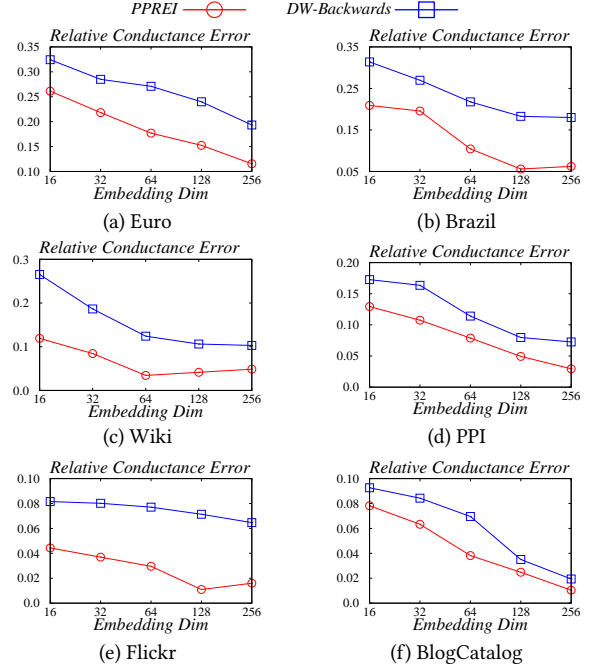 PPREI DW-Backwards
Relative Conductance Error Relative Conductance Error
0.35 0.35
0.30
0.25 0.25
0.20
0.15 0.15
0.10 0.05
16 32 64 128 256 16 32 64 128 256
Embedding Dim Embedding Dim
(a) Euro (b) Brazil
Relative Conductance Error Relative Conductance Error
0.3 0.20
0.2 0.15
0.10
0.1 0.05
0.0 0.0
16 32 64 128 256 16 32 64 128 256
Embedding Dim Embedding Dim
(c) Wiki (d) PPI
Relative Conductance Error Relative Conductance Error
0.10 0.10
0.08 0.08
0.06 0.06
0.04 0.04
0.02 0.02
0.0 0.0
16 32 64 128 256 16 32 64 128 256
Embedding Dim Embedding Dim
(e) Flickr (f) BlogCatalog